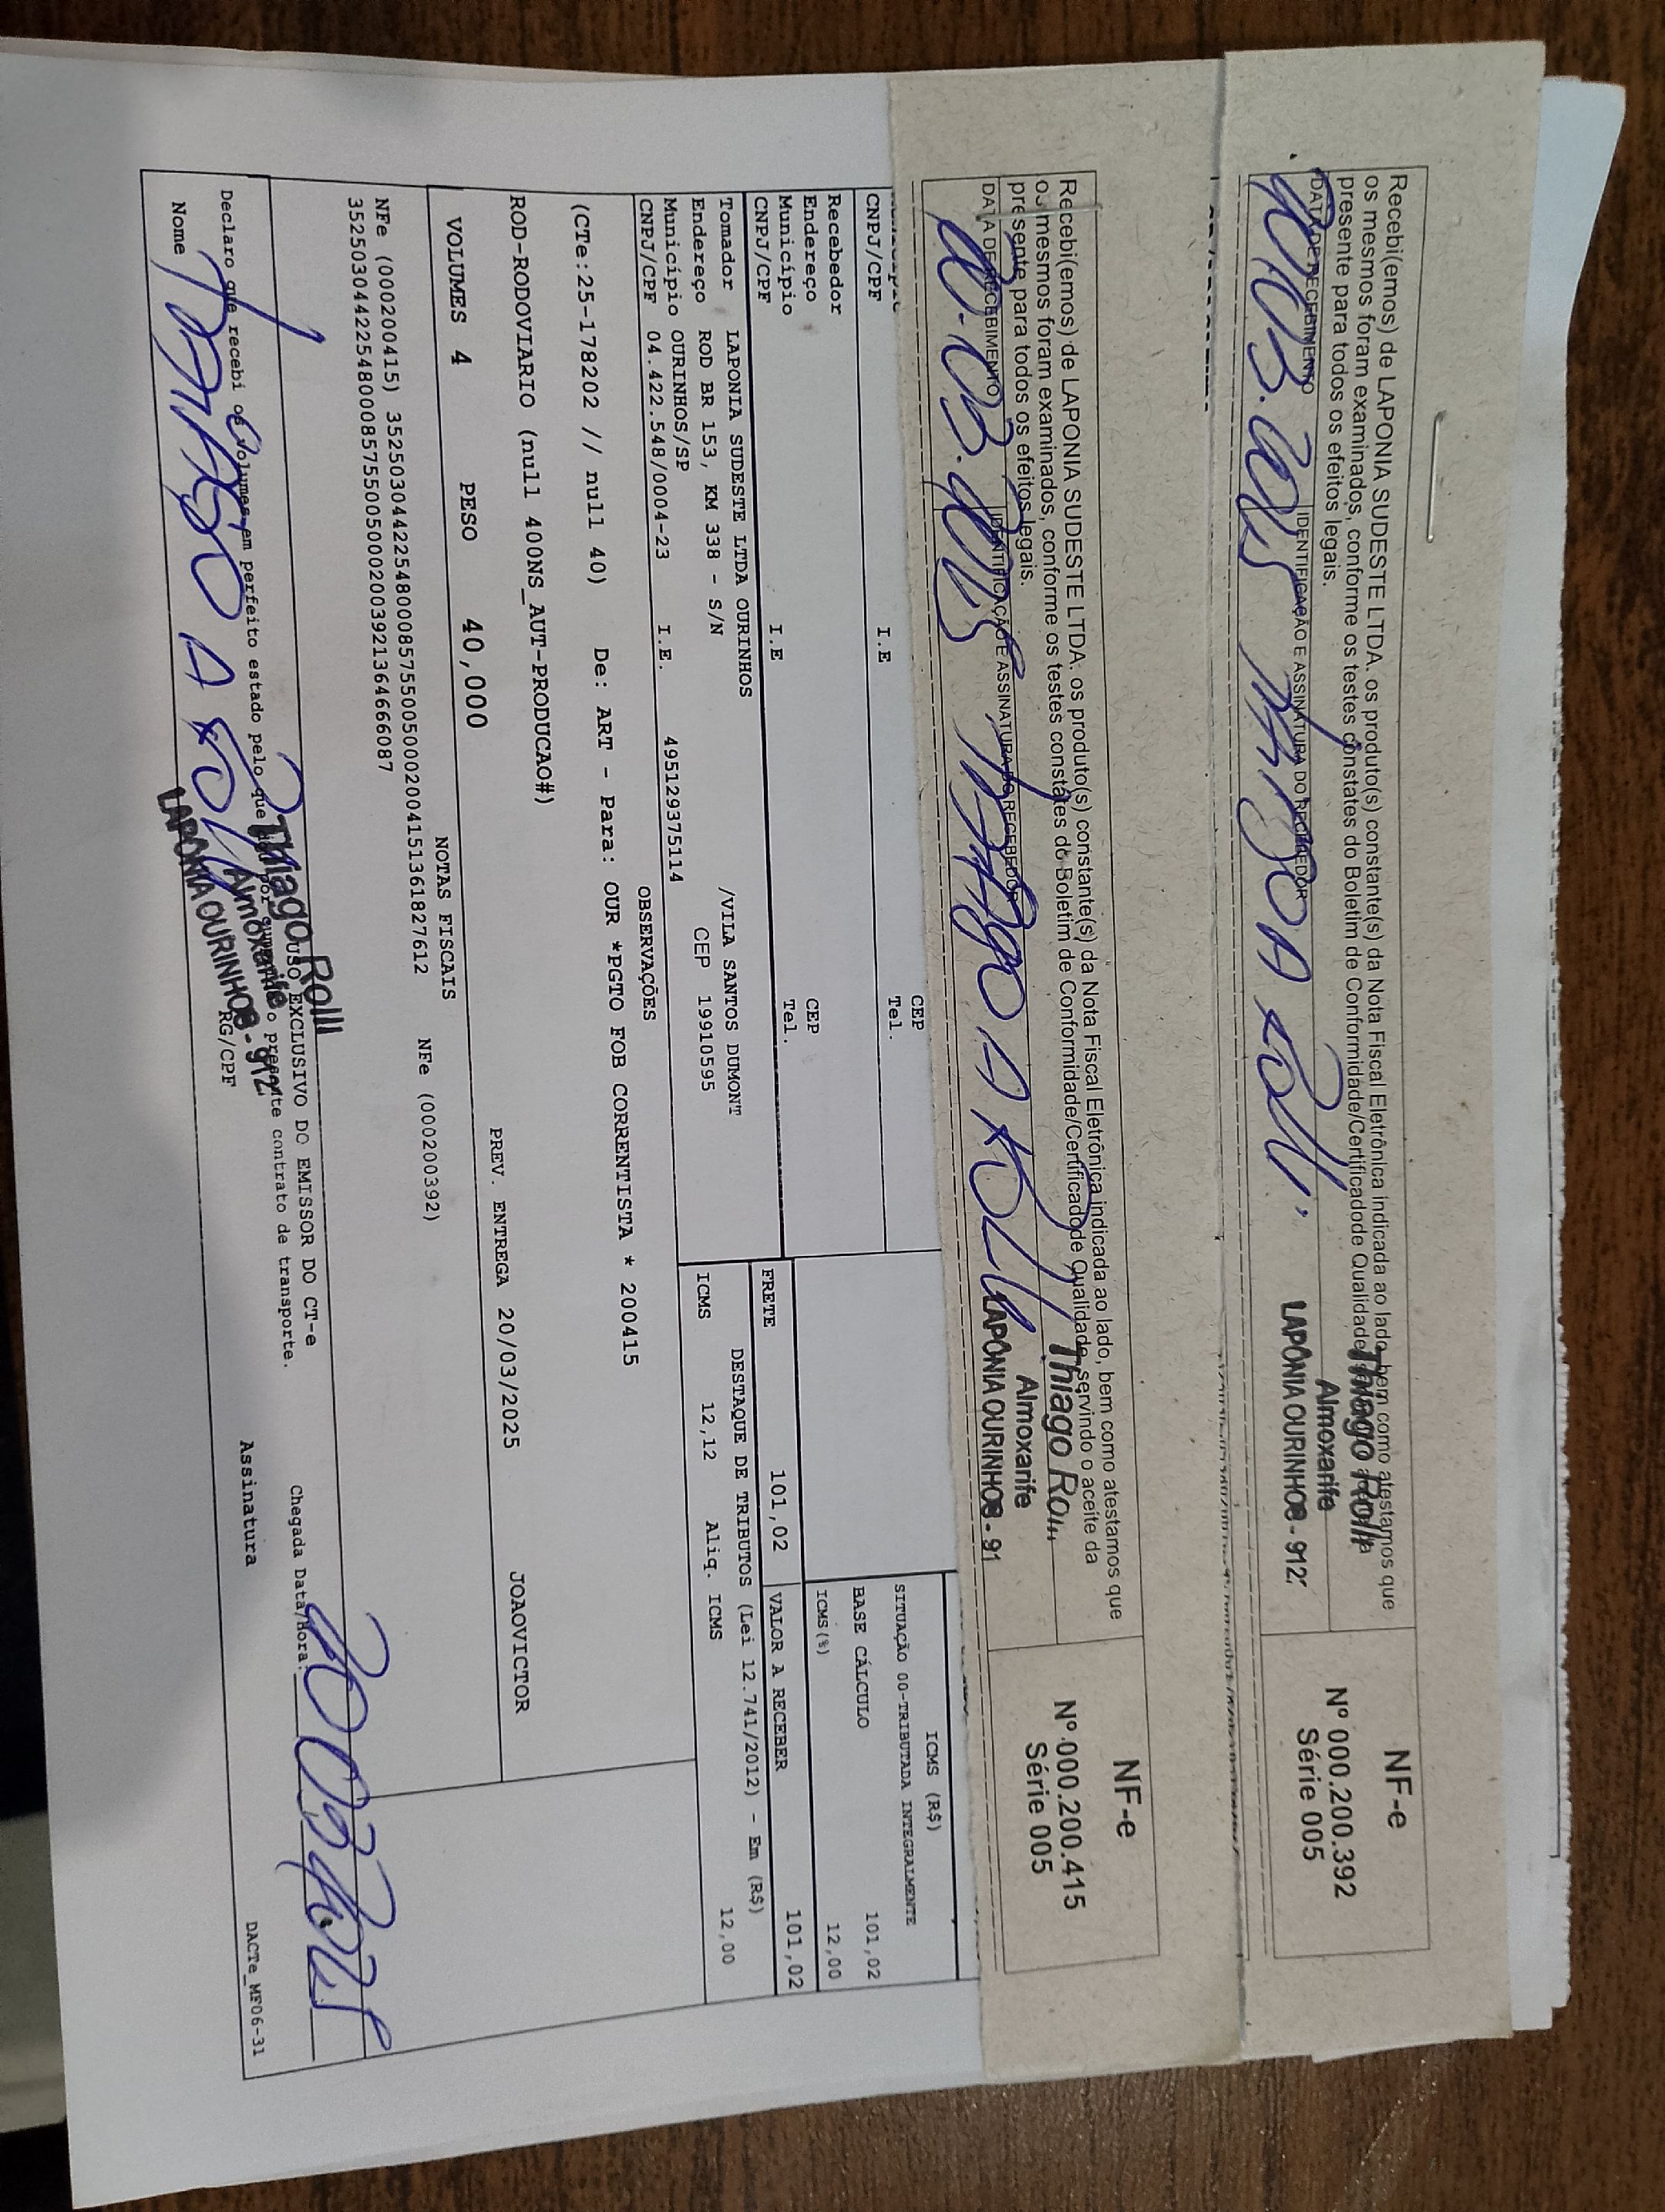 Recebi(emos) de LAPONIA SUDESTE LTDA. os produto(s) constante(s) da Nota Fiscal Eletrônica indicada ao lado, bem como atestamos que
os mesmos foram examinados, conforme os testes constates do Boletim de Conformidade/Certificadode Qualidade
presente para todos os efeitos legais.
DATA DE RECEBIMENTO IDENTIFICAÇÃO E ASSINATURA DO RECEBEDOR
Thiago Rolli
Almoxarife
LAPONIA OURINHOS - 912
NF-e
Nº 000.200.392
Série 005
Recebi(emos) de LAPONIA SUDESTE LTDA. os produto(s) constante(s) da Nota Fiscal Eletrônica indicada ao lado, bem como atestamos que
os mesmos foram examinados, conforme os testes constates do Boletim de Conformidade/Certificadode Qualidade, servindo o aceite da
presente para todos os efeitos legais.
DATA DE RECEBIMENTO IDENTIFICAÇÃO E ASSINATURA DO RECEBEDOR
20.03.2025 Thiago A Rolli
Thiago
Almoxarife
LAPONIA OURINHOS - 91
NF-e
Nº 000.200.415
Série 005
CEP
CNPJ/CPF I.E Tel.
Recebedor
Endereço CEP
Município Tel.
CNPJ/CPF I.E
ICMS (R$)
SITUAÇÃO 00-TRIBUTADA INTEGRALMENTE
BASE CÁLCULO 101,02
ICMS(%) 12,00
FRETE 101,02 VALOR A RECEBER 101,02
Tomador LAPONIA SUDESTE LTDA OURINHOS
Endereço ROD BR 153, KM 338 - S/N /VILA SANTOS DUMONT
Município OURINHOS/SP CEP 19910595
CNPJ/CPF 04.422.548/0004-23 I.E. 495129375114
DESTAQUE DE TRIBUTOS (Lei 12.741/2012) - Em (R$)
ICMS 12,12 Aliq. ICMS 12,00
OBSERVAÇÕES
(CTe:25-178202 // null 40) De: ART - Para: OUR *PGTO FOB CORRENTISTA * 200415
ROD-RODOVIARIO (null 400NS_AUT-PRODUCAO#)
JOAOVICTOR
VOLUMES 4 PESO 40,000 PREV. ENTREGA 20/03/2025
NOTAS FISCAIS
NFe (000200415) 35250304422548000857550050002004151361827612 NFe (000200392)
35250304422548000857550050002003921364666087
USO EXCLUSIVO DO EMISSOR DO CT-e
Chegada Data/Hora: 20032025
Declaro que recebi os volumes em perfeito estado pelo que presente contrato de transporte.
Nome Thiago A Rolli RG/CPF Assinatura
Thiago Rolli
Almoxarife
LAPONIA OURINHOS - 912
DACTe_MF06-31